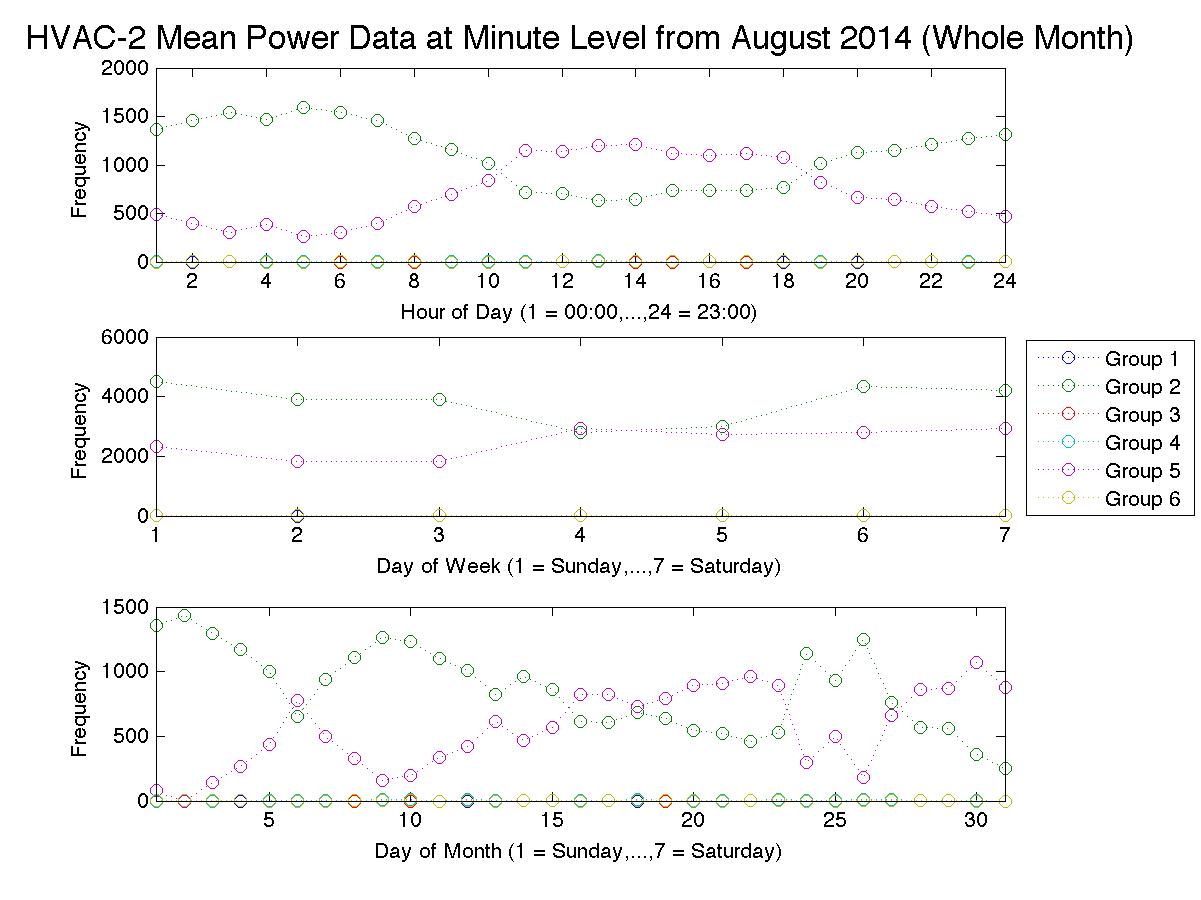 HVAC-2 Mean Power Data at Minute Level from August 2014 (Whole Month)
2000
1500
1000
500
0
Frequency
2 4 6 8 10 12 14 16 18 20 22 24
Hour of Day (1 = 00:00,...,24 = 23:00)
6000
4000
2000
0
Frequency
1 2 3 4 5 6 7
Day of Week (1 = Sunday,...,7 = Saturday)
Group 1
Group 2
Group 3
Group 4
Group 5
Group 6
1500
1000
500
0
Frequency
5 10 15 20 25 30
Day of Month (1 = Sunday,...,7 = Saturday)